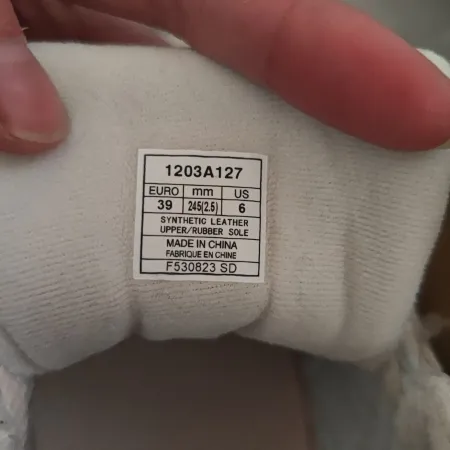 1203A127
EURO mm US
39 245(2.5) 6
SYNTHETIC LEATHER
UPPER/RUBBER SOLE
MADE IN CHINA
FABRIQUE EN CHINE
F530823 SD